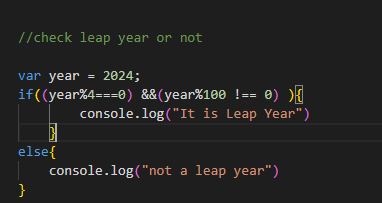 //check leap year or not
var year = 2024;
if((year%4===0) &&(year%100 !== 0) ){
console.log("It is Leap Year")
}
else{
console.log("not a leap year")
}